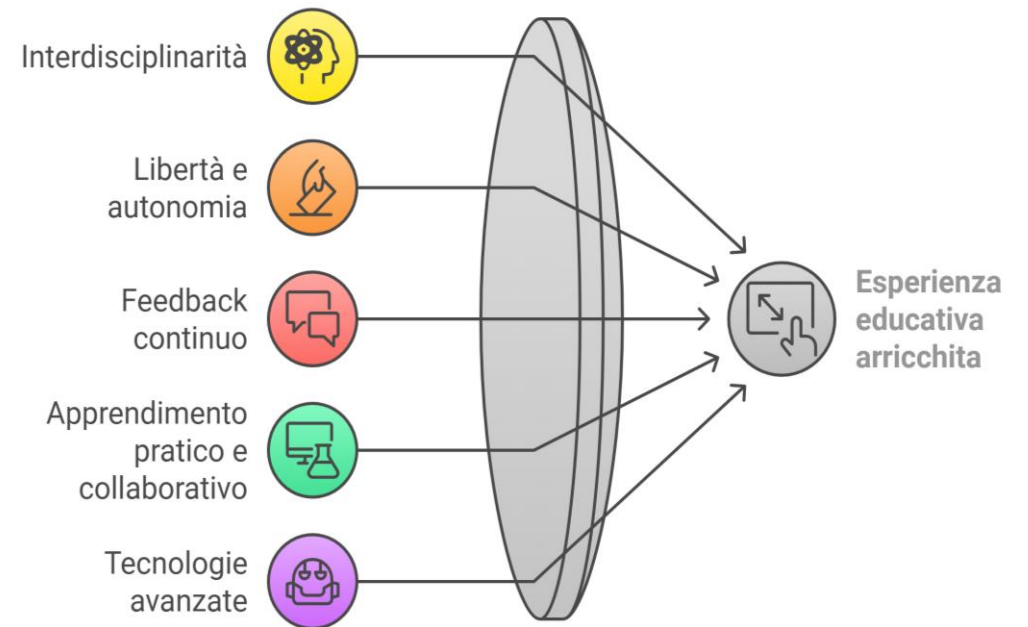 Interdisciplinarità
Libertà e
autonomia
Feedback
continuo
Apprendimento
pratico e
collaborativo
Tecnologie
avanzate
Esperienza
educativa
arricchita